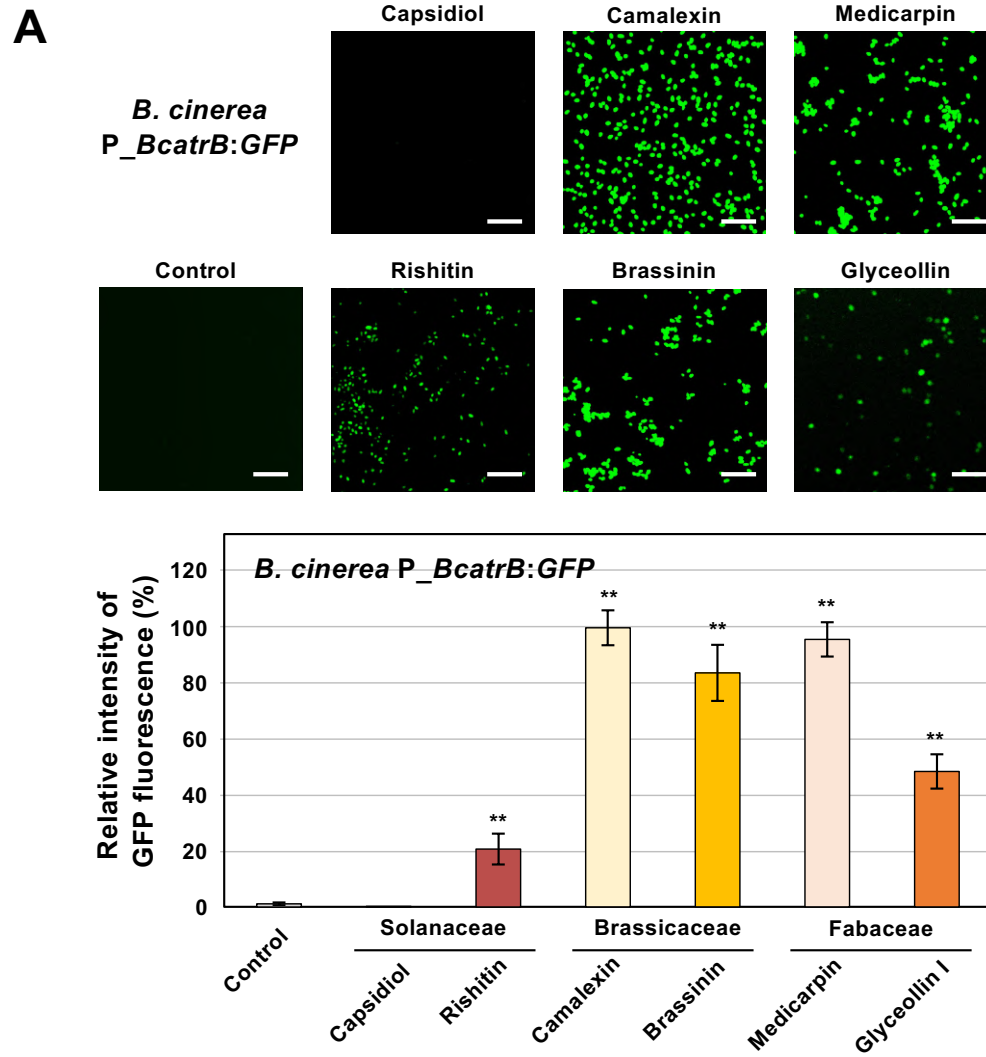 A
Capsidiol
Camalexin
Medicarpin
B. cinerea
P_BcatrB:GFP
Control
Rishitin
Brassinin
Glyceollin
B. cinerea P_BcatrB:GFP
Relative intensity of
GFP fluorescence (%)
120
100
80
60
40
20
0
**
**
**
**
**
Solanaceae
Brassicaceae
Fabaceae
Control
Capsidiol
Rishitin
Camalexin
Brassinin
Medicarpin
Glyceollin I